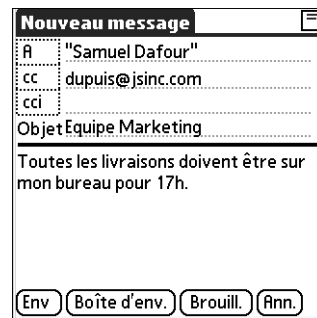 Nouveau message
A "Samuel Dafour"
cc dupuis@jsinc.com
cci
Objet Equipe Marketing
Toutes les livraisons doivent être sur
mon bureau pour 17h.
Env Boîte d'env. Brouill. Ann.